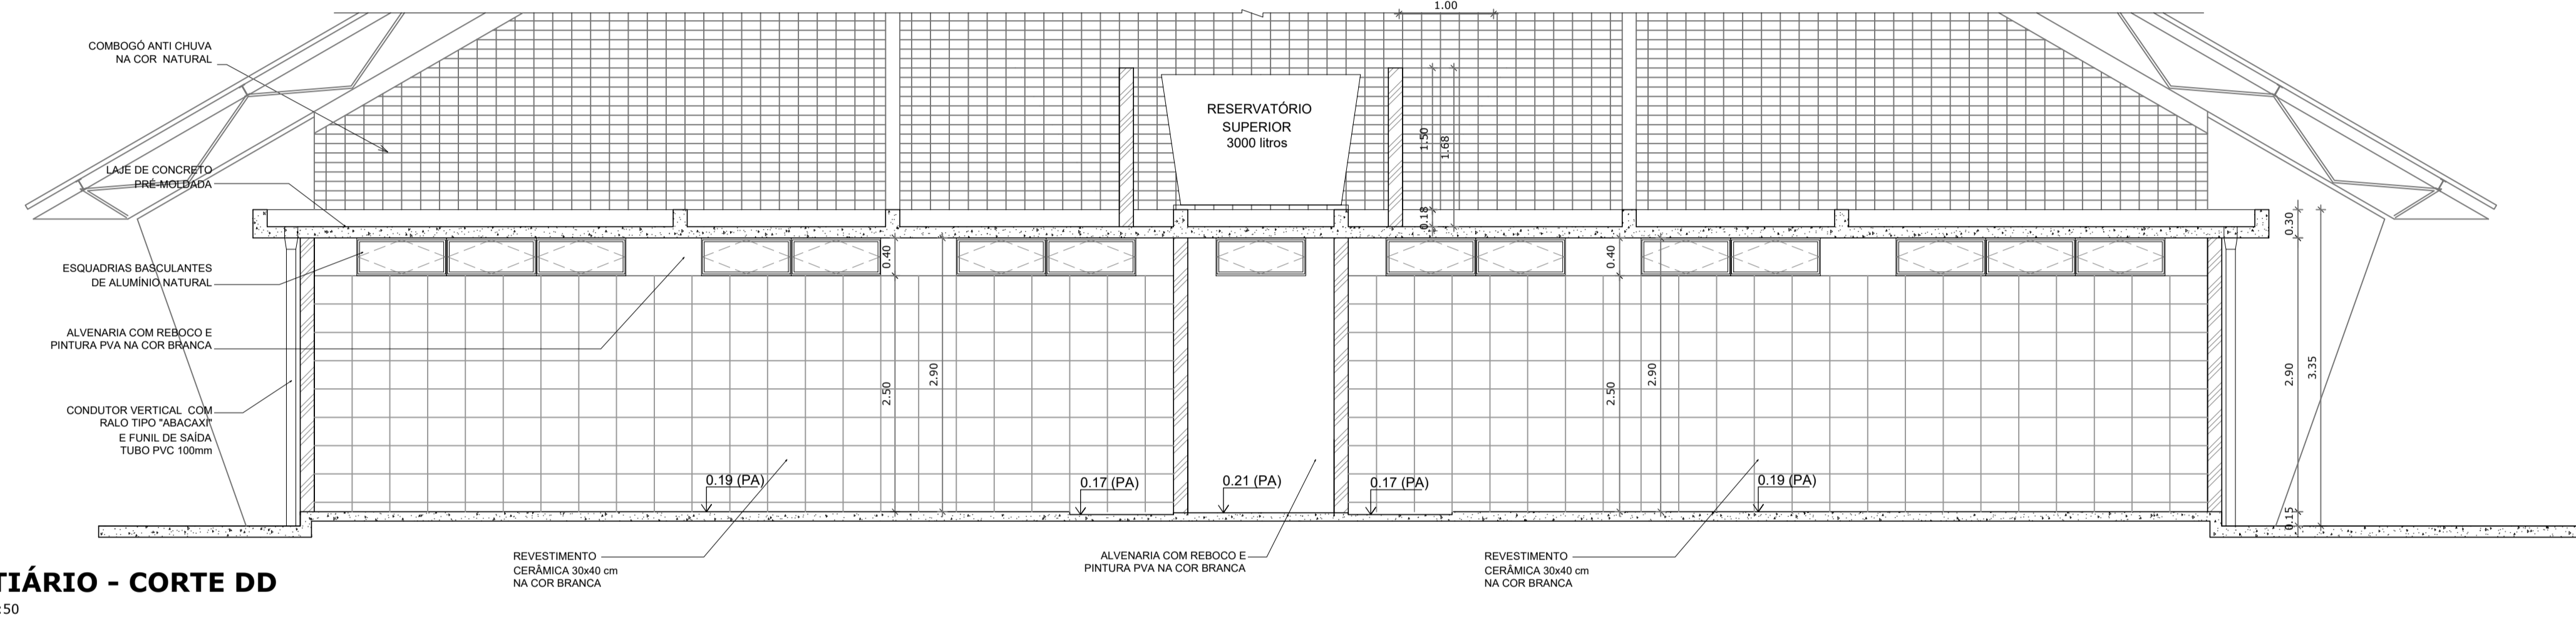 1.00
COMBOGÓ ANTI CHUVA
NA COR NATURAL
RESERVATÓRIO
SUPERIOR
3000 litros
1.50
1.68
LAJE DE CONCRETO
PRÉ-MOLDADA
0.18
0.30
ESQUADRIAS BASCULANTES
DE ALUMÍNIO NATURAL
0.40
0.40
ALVENARIA COM REBOCO E
PINTURA PVA NA COR BRANCA
2.50
2.90
2.50
2.90
2.90
3.35
CONDUTOR VERTICAL COM
RALO TIPO "ABACAXI"
E FUNIL DE SAÍDA
TUBO PVC 100mm
0.19 (PA)
0.17 (PA)
0.21 (PA)
0.17 (PA)
0.19 (PA)
0.15
REVESTIMENTO
CERÂMICA 30x40 cm
NA COR BRANCA
ALVENARIA COM REBOCO E
PINTURA PVA NA COR BRANCA
REVESTIMENTO
CERÂMICA 30x40 cm
NA COR BRANCA
TIÁRIO - CORTE DD
:50